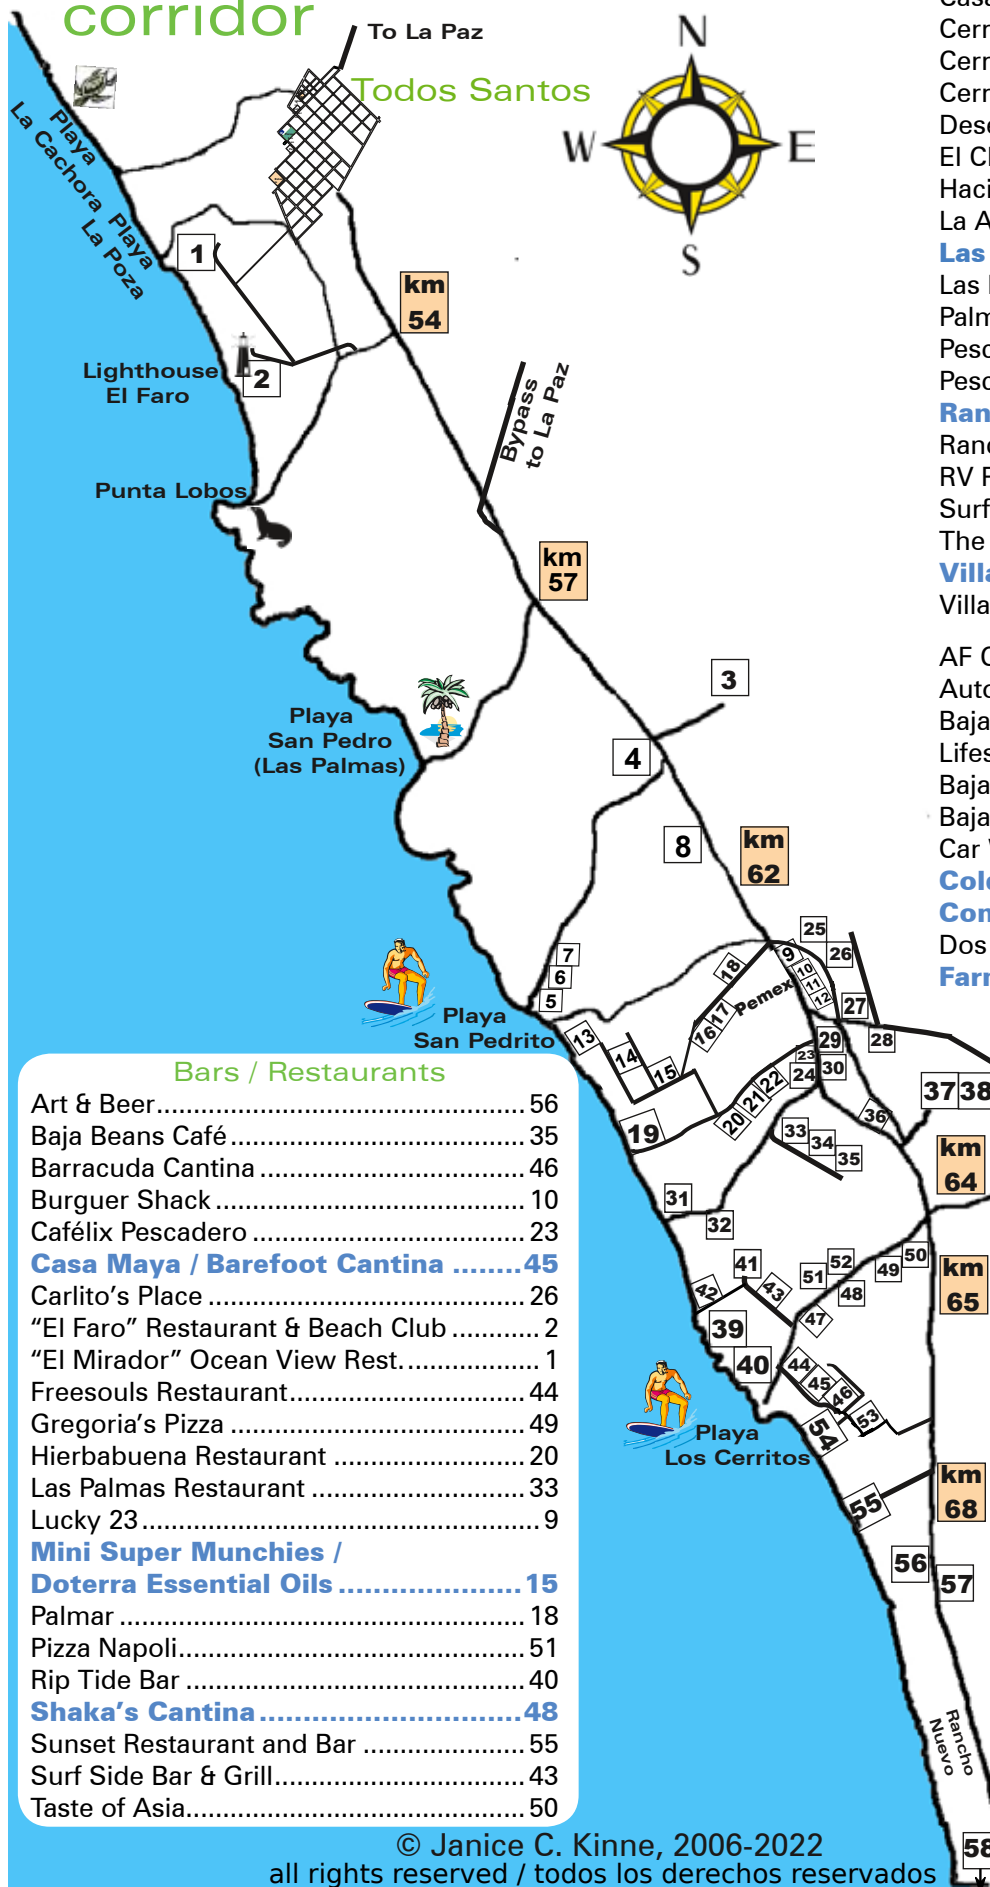 corridor
To La Paz
Todos Santos
N
W E
S
Playa
La Cachora
Playa
La Poza
1
km
54
Lighthouse
El Faro
2
Bypass
to La Paz
Punta Lobos
km
57
3
Playa
San Pedro
(Las Palmas)
4
8
km
62
25
26
9
10
11
12
27
28
18
Pemex
16
17
7
6
5
Playa
San Pedrito
13
14
15
29
23
30
24
22
21
20
19
36
37
38
33
34
35
km
64
31
32
41
42
43
52
51
49
50
48
47
km
65
39
40
44
45
46
53
54
Playa
Los Cerritos
km
68
55
56
57
Rancho
Nuevo
58
Bars / Restaurants
Art & Beer.................................................56
Baja Beans Café.......................................35
Barracuda Cantina...................................46
Burguer Shack.........................................10
Cafélix Pescadero....................................23
Casa Maya / Barefoot Cantina ........45
Carlito's Place ..........................................26
“El Faro” Restaurant & Beach Club............2
“El Mirador” Ocean View Rest..................1
Freesouls Restaurant...............................44
Gregoria's Pizza.......................................49
Hierbabuena Restaurant .........................20
Las Palmas Restaurant ............................33
Lucky 23.....................................................9
Mini Super Munchies /
Doterra Essential Oils....................15
Palmar......................................................18
Pizza Napoli..............................................51
Rip Tide Bar .............................................40
Shaka's Cantina.............................48
Sunset Restaurant and Bar .....................55
Surf Side Bar & Grill.................................43
Taste of Asia.............................................50
© Janice C. Kinne, 2006-2022
all rights reserved / todos los derechos reservados
Las
Las
The
Baja
Baja
Baja
Car
Dos